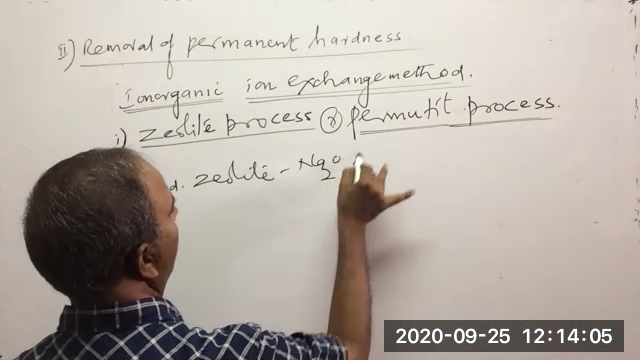 II) Removal of permanent hardness.
Ionorganic ion exchange method.
i) Zeolite process (or) permutit process.
d. Zeolite - Na2O
2020-09-25 12:14:05